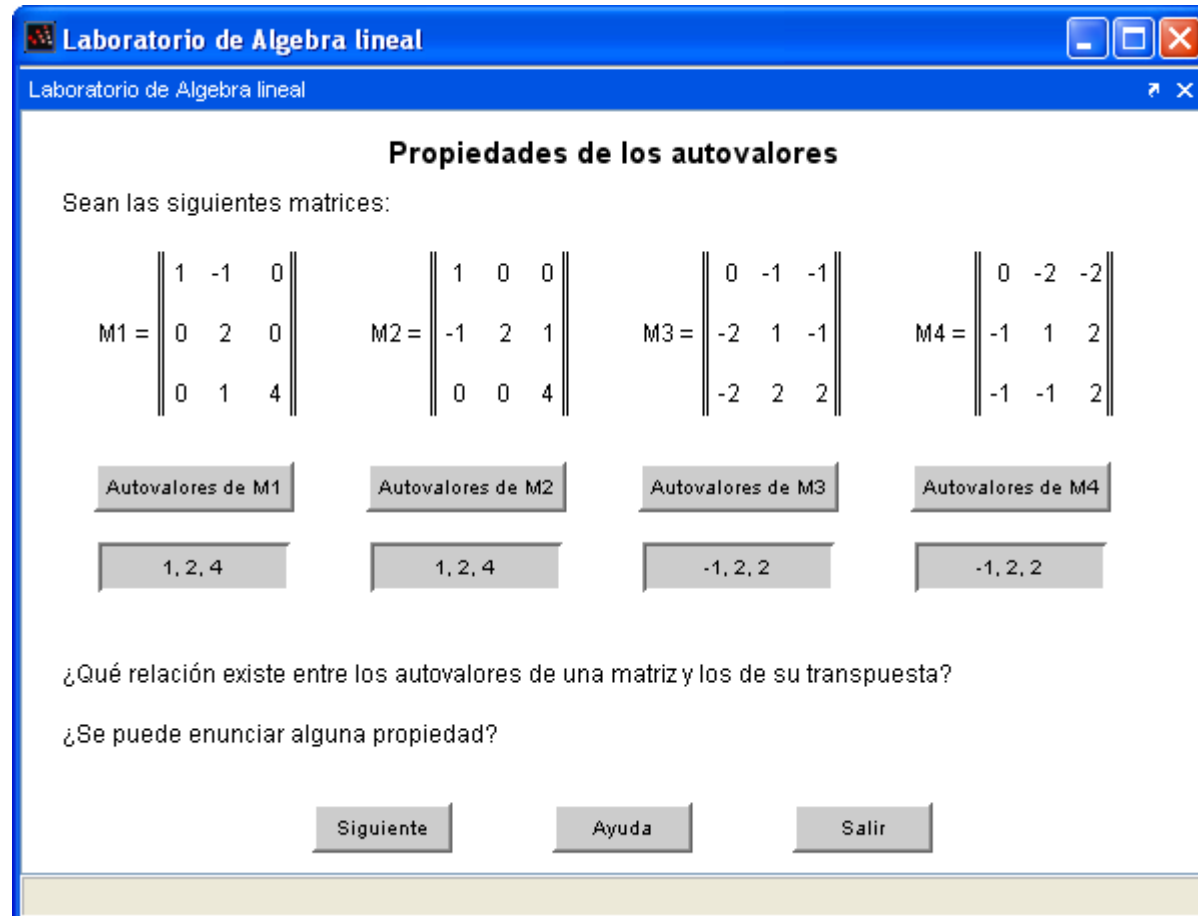 Laboratorio de Algebra lineal
Laboratorio de Algebra lineal
Propiedades de los autovalores
Sean las siguientes matrices:
1 -1 0 1 0 0 0 -1 -1 0 -2 -2
M1 = 0 2 0 M2 = -1 2 1 M3 = -2 1 -1 M4 = -1 1 2
0 1 4 0 0 4 -2 2 2 -1 -1 2
Autovalores de M1 Autovalores de M2 Autovalores de M3 Autovalores de M4
1, 2, 4 1, 2, 4 -1, 2, 2 -1, 2, 2
¿Qué relación existe entre los autovalores de una matriz y los de su transpuesta?
¿Se puede enunciar alguna propiedad?
Siguiente Ayuda Salir